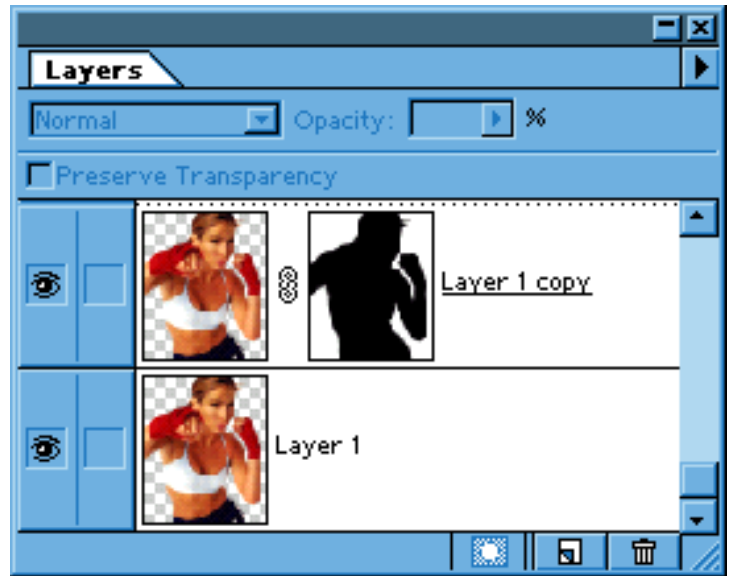 Layers
Normal Opacity: %
Preserve Transparency
Layer 1 copy
Layer 1